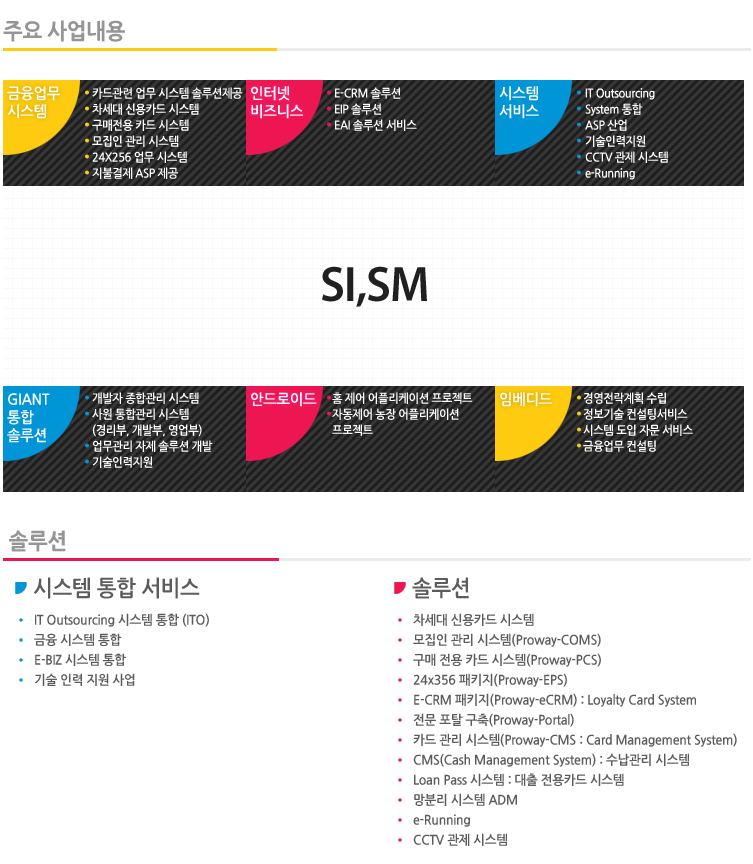 주요 사업내용
금융업무
시스템
• 카드관련 업무 시스템 솔루션제공
• 차세대 신용카드 시스템
• 구매전용 카드 시스템
• 모집인 관리 시스템
• 24X256 업무 시스템
• 지불결제 ASP 제공
인터넷
비즈니스
• E-CRM 솔루션
• EIP 솔루션
• EAI 솔루션 서비스
시스템
서비스
• IT Outsourcing
• System 통합
• ASP 산업
• 기술인력지원
• CCTV 관제 시스템
• e-Running
SI,SM
GIANT
통합
솔루션
• 개발자 종합관리 시스템
• 사원 통합관리 시스템
(경리부, 개발부, 영업부)
• 업무관리 자제 솔루션 개발
• 기술인력지원
안드로이드
• 홈 제어 어플리케이션 프로젝트
• 자동제어 농장 어플리케이션
프로젝트
임베디드
• 경영전략계획 수립
• 정보기술 컨설팅서비스
• 시스템 도입 자문 서비스
• 금융업무 컨설팅
솔루션
시스템 통합 서비스
• IT Outsourcing 시스템 통합 (ITO)
• 금융 시스템 통합
• E-BIZ 시스템 통합
• 기술 인력 지원 사업
솔루션
• 차세대 신용카드 시스템
• 모집인 관리 시스템(Proway-COMS)
• 구매 전용 카드 시스템(Proway-PCS)
• 24x356 패키지(Proway-EPS)
• E-CRM 패키지(Proway-eCRM) : Loyalty Card System
• 전문 포탈 구축(Proway-Portal)
• 카드 관리 시스템(Proway-CMS : Card Management System)
• CMS(Cash Management System) : 수납관리 시스템
• Loan Pass 시스템 : 대출 전용카드 시스템
• 망분리 시스템 ADM
• e-Running
• CCTV 관제 시스템